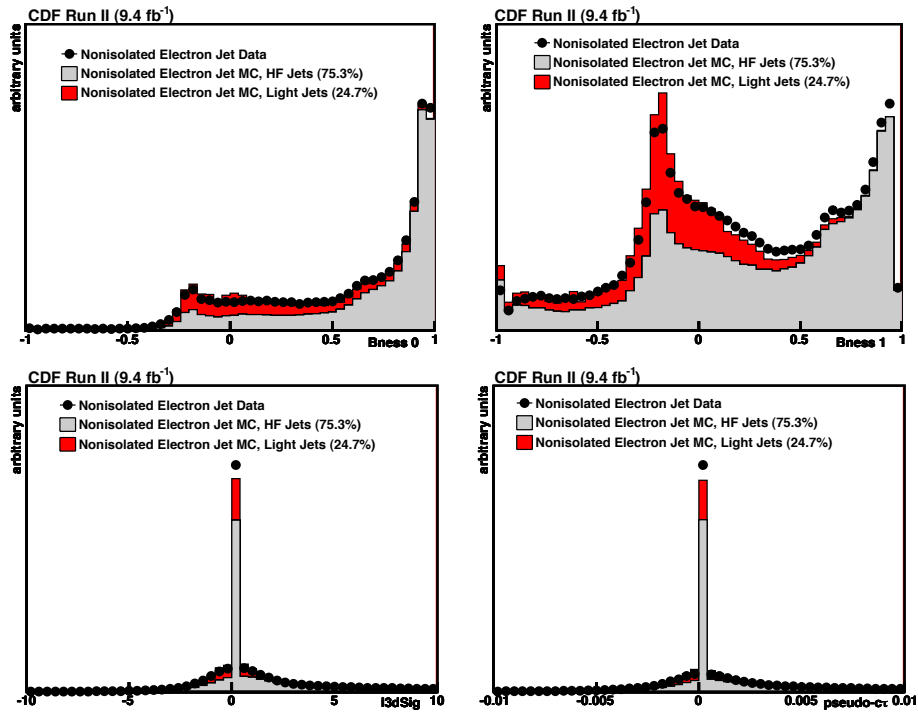 CDF Run II (9.4 fb-1)
arbitrary units
Nonisolated Electron Jet Data
Nonisolated Electron Jet MC, HF Jets (75.3%)
Nonisolated Electron Jet MC, Light Jets (24.7%)
-1 -0.5 0 0.5 1
Bness 0
CDF Run II (9.4 fb-1)
arbitrary units
Nonisolated Electron Jet Data
Nonisolated Electron Jet MC, HF Jets (75.3%)
Nonisolated Electron Jet MC, Light Jets (24.7%)
-1 -0.5 0 0.5 1
Bness 1
CDF Run II (9.4 fb-1)
arbitrary units
Nonisolated Electron Jet Data
Nonisolated Electron Jet MC, HF Jets (75.3%)
Nonisolated Electron Jet MC, Light Jets (24.7%)
-10 -5 0 5 10
l3dSig
CDF Run II (9.4 fb-1)
arbitrary units
Nonisolated Electron Jet Data
Nonisolated Electron Jet MC, HF Jets (75.3%)
Nonisolated Electron Jet MC, Light Jets (24.7%)
-0.01 -0.005 0 0.005 0.01
pseudo-cτ